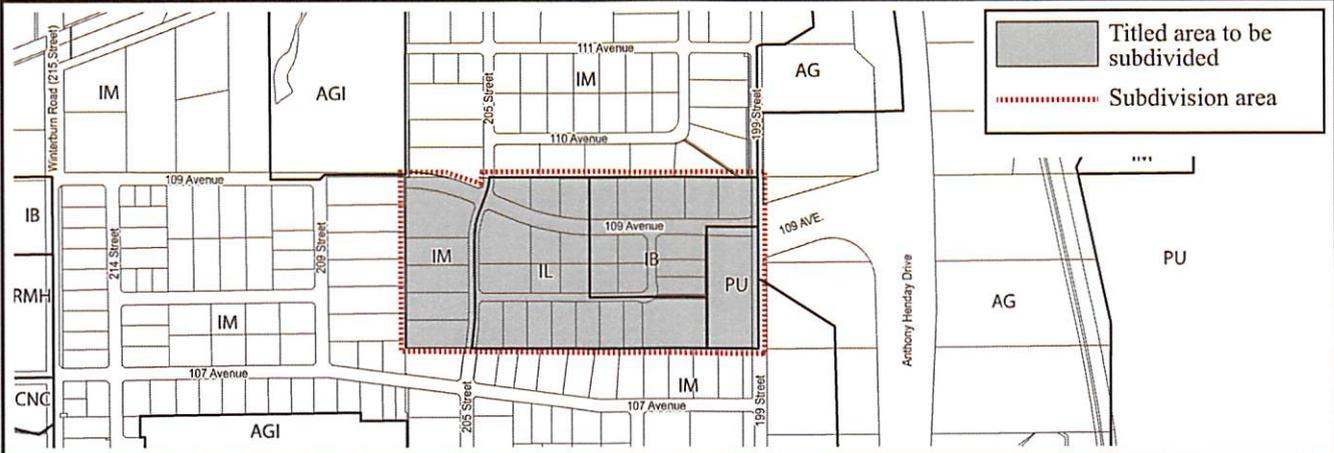 Titled area to be
subdivided
Subdivision area
Winterburn Road (215 Street)
IM
AGI
205 Street
111 Avenue
IM
110 Avenue
199 Street
AG
109 Avenue
IB
214 Street
209 Street
RMH
IM
107 Avenue
CNC
AGI
IM
IL
109 Avenue
IB
PU
109 AVE.
Anthony Henday Drive
AG
PU
205 Street
IM
107 Avenue
199 Street